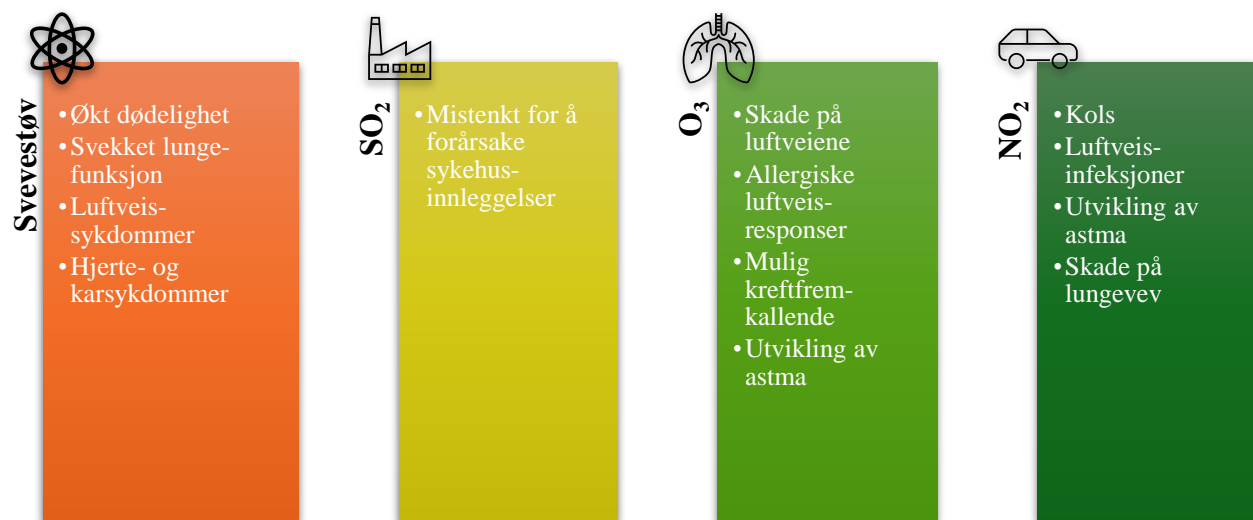 Svevestøv
•Økt dødelighet
•Svekket lunge-
funksjon
•Luftveis-
sykdommer
•Hjerte- og
karsykdommer
SO₂
•Mistenkt for å
forårsake
sykehus-
innleggelser
O₃
•Skade på
luftveiene
•Allergiske
luftveis-
responser
•Mulig
kreftfrem-
kallende
•Utvikling av
astma
NO₂
•Kols
•Luftveis-
infeksjoner
•Utvikling av
astma
•Skade på
lungevev